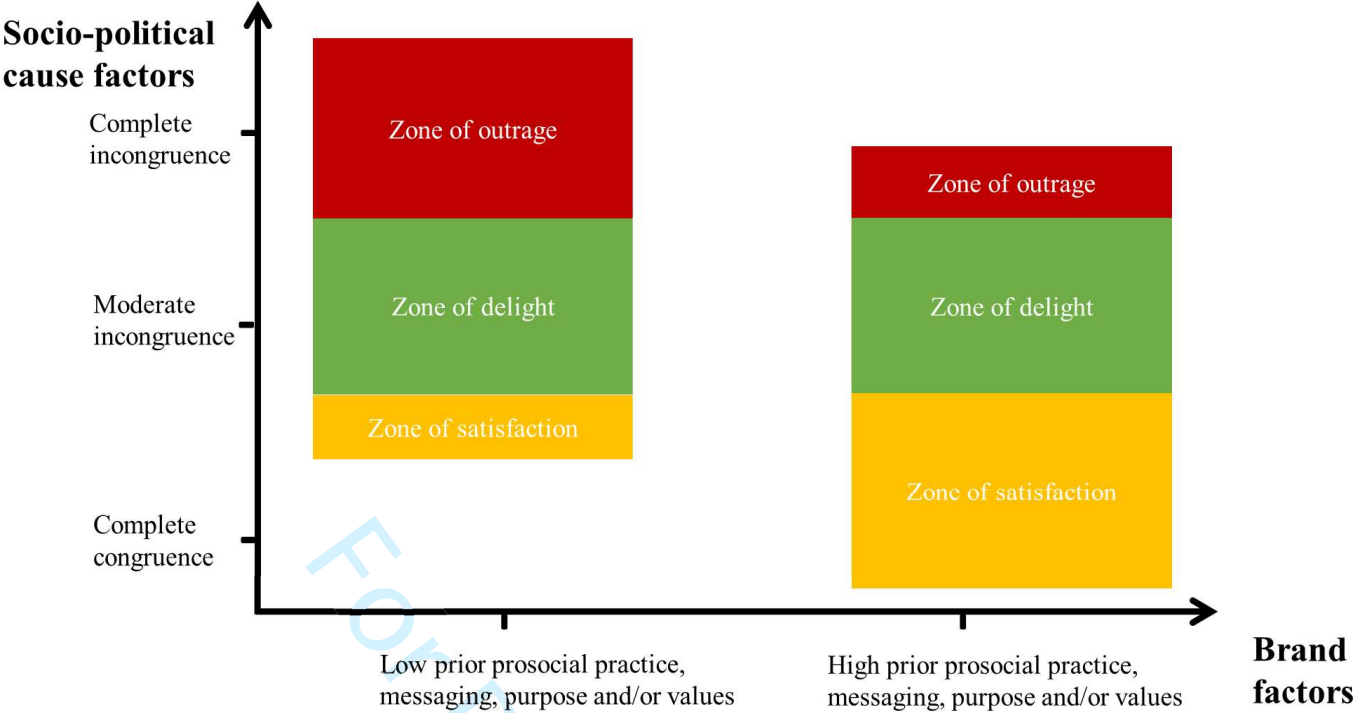 Socio-political
cause factors
Complete
incongruence
Moderate
incongruence
Complete
congruence
Zone of outrage
Zone of delight
Zone of satisfaction
Zone of outrage
Zone of delight
Zone of satisfaction
Low prior prosocial practice,
messaging, purpose and/or values
High prior prosocial practice,
messaging, purpose and/or values
Brand
factors
For